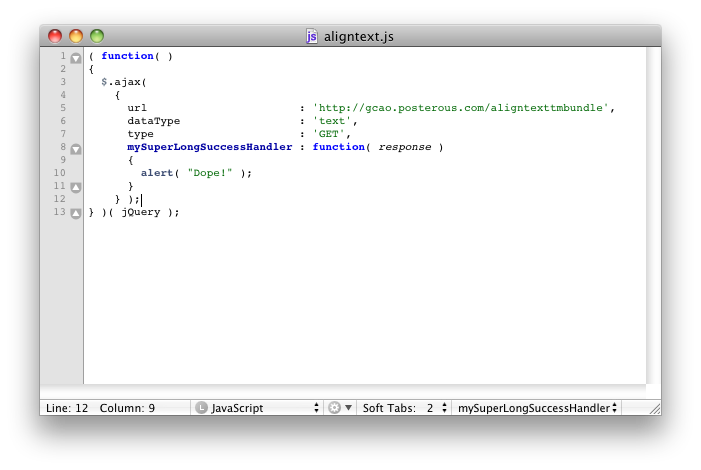 aligntext.js
1 ( function( )
2 {
3   $.ajax(
4     {
5       url                       : 'http://gcao.posterous.com/aligntexttmbundle',
6       dataType                  : 'text',
7       type                      : 'GET',
8       mySuperLongSuccessHandler : function( response )
9       {
10         alert( "Dope!" );
11       }
12     } );
13 } )( jQuery );
Line: 12 Column: 9 L JavaScript Soft Tabs: 2 mySuperLongSuccessHandler